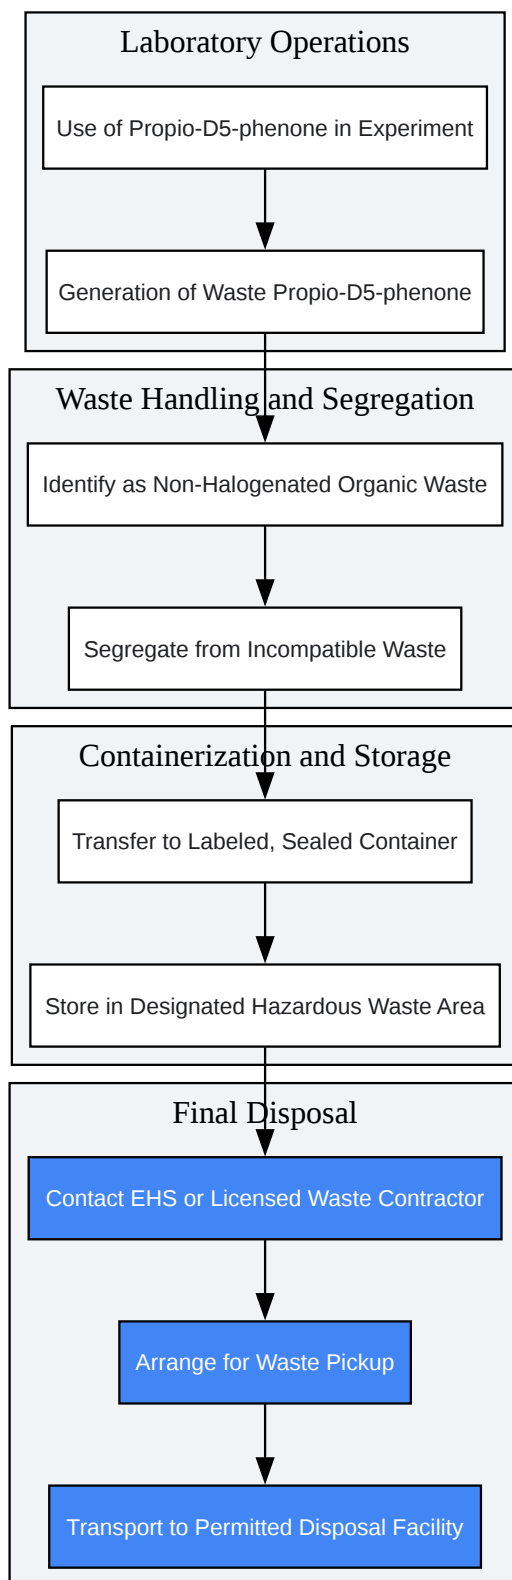 Laboratory Operations
Use of Propio-D5-phenone in Experiment
Generation of Waste Propio-D5-phenone
Waste Handling and Segregation
Identify as Non-Halogenated Organic Waste
Segregate from Incompatible Waste
Containerization and Storage
Transfer to Labeled, Sealed Container
Store in Designated Hazardous Waste Area
Final Disposal
Contact EHS or Licensed Waste Contractor
Arrange for Waste Pickup
Transport to Permitted Disposal Facility